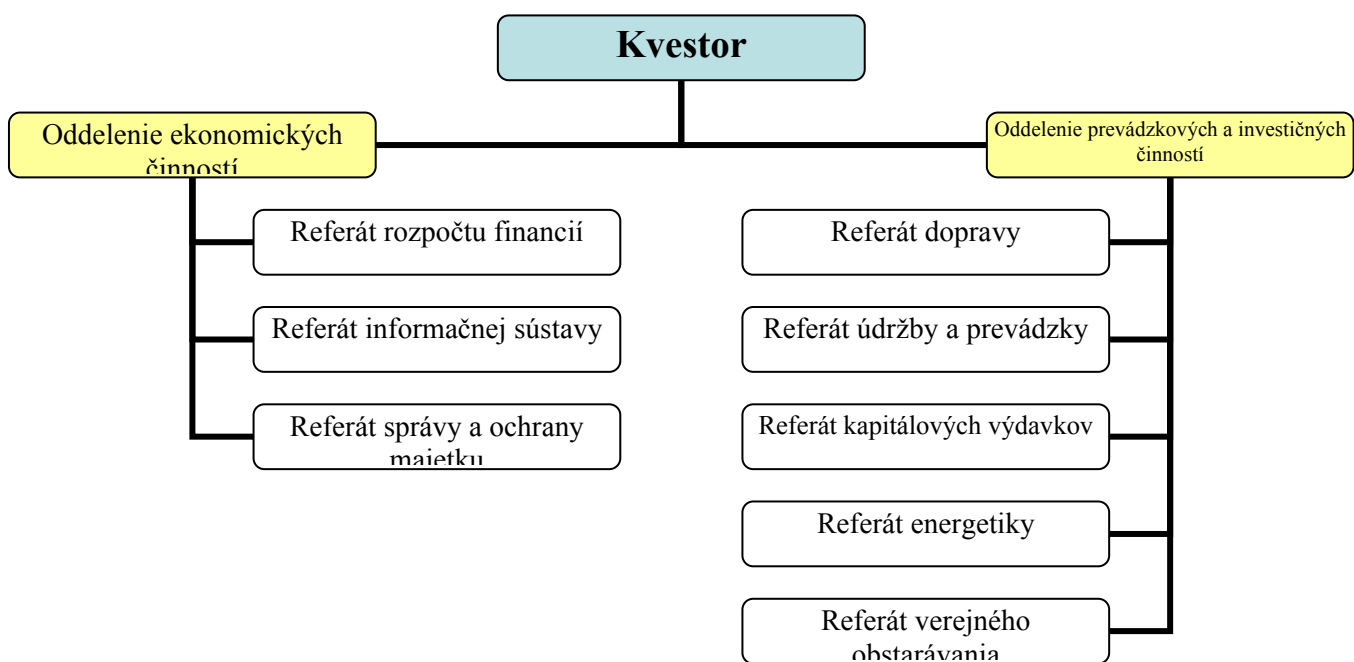 Kvestor
Oddelenie ekonomických
činností
Oddelenie prevádzkových a investičných
činností
Referát rozpočtu financií
Referát informačnej sústavy
Referát správy a ochrany
majetku
Referát dopravy
Referát údržby a prevádzky
Referát kapitálových výdavkov
Referát energetiky
Referát verejného
obstarávania